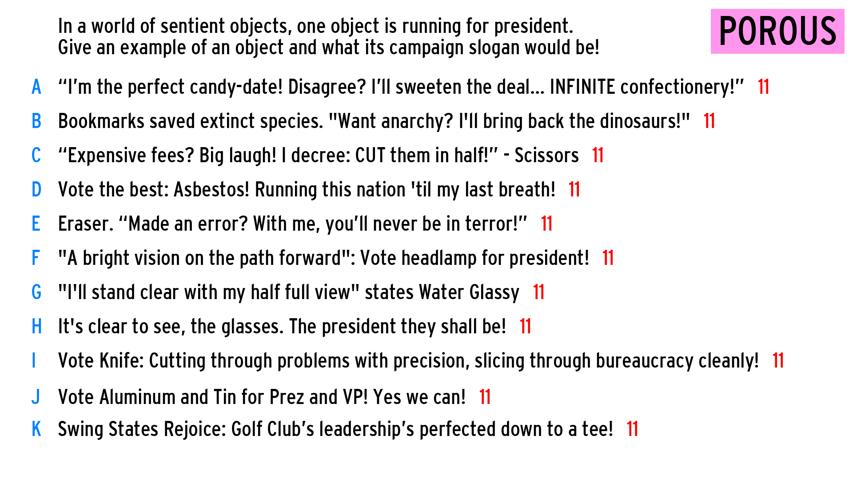 In a world of sentient objects, one object is running for president.
Give an example of an object and what its campaign slogan would be!
POROUS
A “I’m the perfect candy-date! Disagree? I’ll sweeten the deal... INFINITE confectionery!” 11
B Bookmarks saved extinct species. "Want anarchy? I'll bring back the dinosaurs!" 11
C “Expensive fees? Big laugh! I decree: CUT them in half!” - Scissors 11
D Vote the best: Asbestos! Running this nation 'til my last breath! 11
E Eraser. “Made an error? With me, you’ll never be in terror!” 11
F "A bright vision on the path forward": Vote headlamp for president! 11
G "I'll stand clear with my half full view" states Water Glassy 11
H It's clear to see, the glasses. The president they shall be! 11
I Vote Knife: Cutting through problems with precision, slicing through bureaucracy cleanly! 11
J Vote Aluminum and Tin for Prez and VP! Yes we can! 11
K Swing States Rejoice: Golf Club’s leadership’s perfected down to a tee! 11